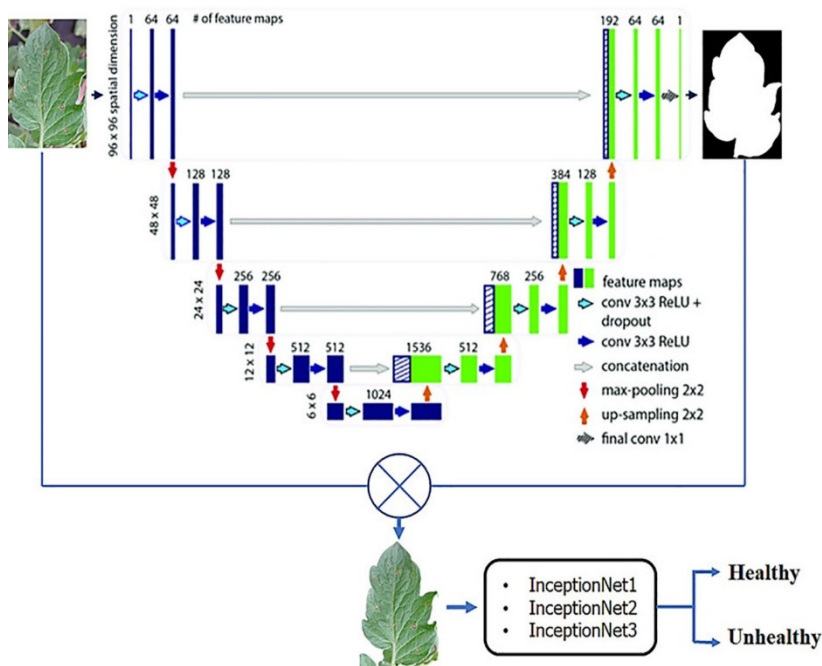 1 64 64 # of feature maps
192 64 64 1
96 x 96 spatial dimension
128 128
384 128
48 x 48
256 256
768 256
24 x 24
512 512
1536 512
12 x 12
1024
6 x 6
feature maps
conv 3x3 ReLU +
dropout
conv 3x3 ReLU
concatenation
max-pooling 2x2
up-sampling 2x2
final conv 1x1
• InceptionNet1
• InceptionNet2
• InceptionNet3
Healthy
Unhealthy